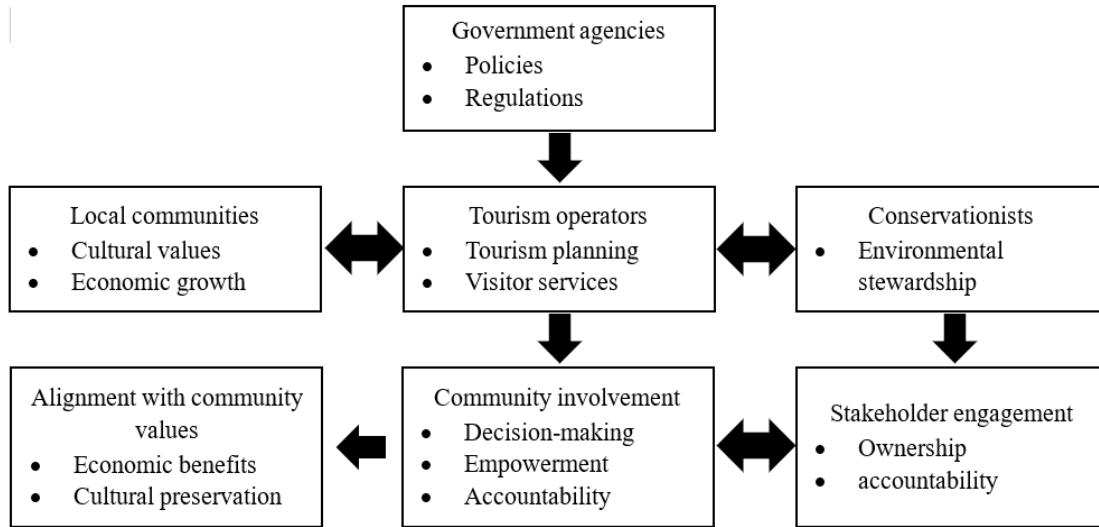 Government agencies
• Policies
• Regulations
Local communities
• Cultural values
• Economic growth
Tourism operators
• Tourism planning
• Visitor services
Conservationists
• Environmental
stewardship
Alignment with community
values
• Economic benefits
• Cultural preservation
Community involvement
• Decision-making
• Empowerment
• Accountability
Stakeholder engagement
• Ownership
• accountability